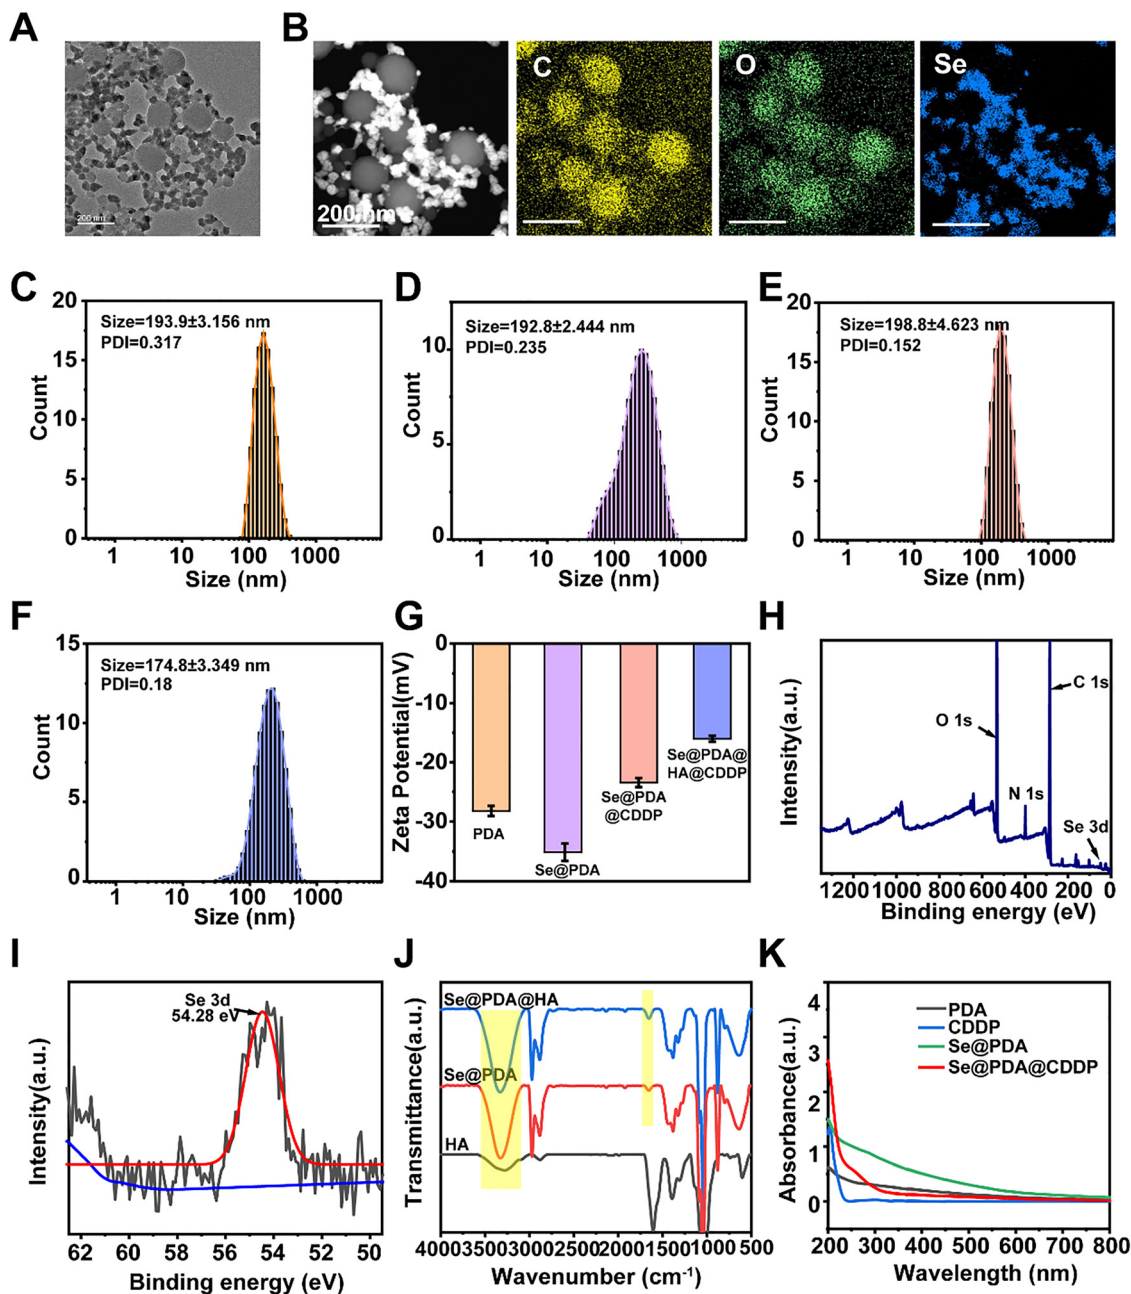 A
B
200 nm
200 nm
C
O
Se
C
Size=193.9±3.156 nm
PDI=0.317
20
15
10
5
0
Count
1 10 100 1000
Size (nm)
D
Size=192.8±2.444 nm
PDI=0.235
10
5
0
Count
1 10 100 1000
Size (nm)
E
Size=198.8±4.623 nm
PDI=0.152
20
15
10
5
0
Count
1 10 100 1000
Size (nm)
F
Size=174.8±3.349 nm
PDI=0.18
15
10
5
0
Count
1 10 100 1000
Size (nm)
G
0
-10
-20
-30
-40
Zeta Potential(mV)
PDA
Se@PDA
Se@PDA
@CDDP
Se@PDA@
HA@CDDP
H
C 1s
O 1s
N 1s
Se 3d
Intensity(a.u.)
1200 1000 800 600 400 200 0
Binding energy (eV)
I
Se 3d
54.28 eV
Intensity(a.u.)
62 60 58 56 54 52 50
Binding energy (eV)
J
Se@PDA@HA
Se@PDA
HA
Transmittance(a.u.)
4000 3500 3000 2500 2000 1500 1000 500
Wavenumber (cm⁻¹)
K
PDA
CDDP
Se@PDA
Se@PDA@CDDP
4
3
2
1
0
Absorbance(a.u.)
200 300 400 500 600 700 800
Wavelength (nm)